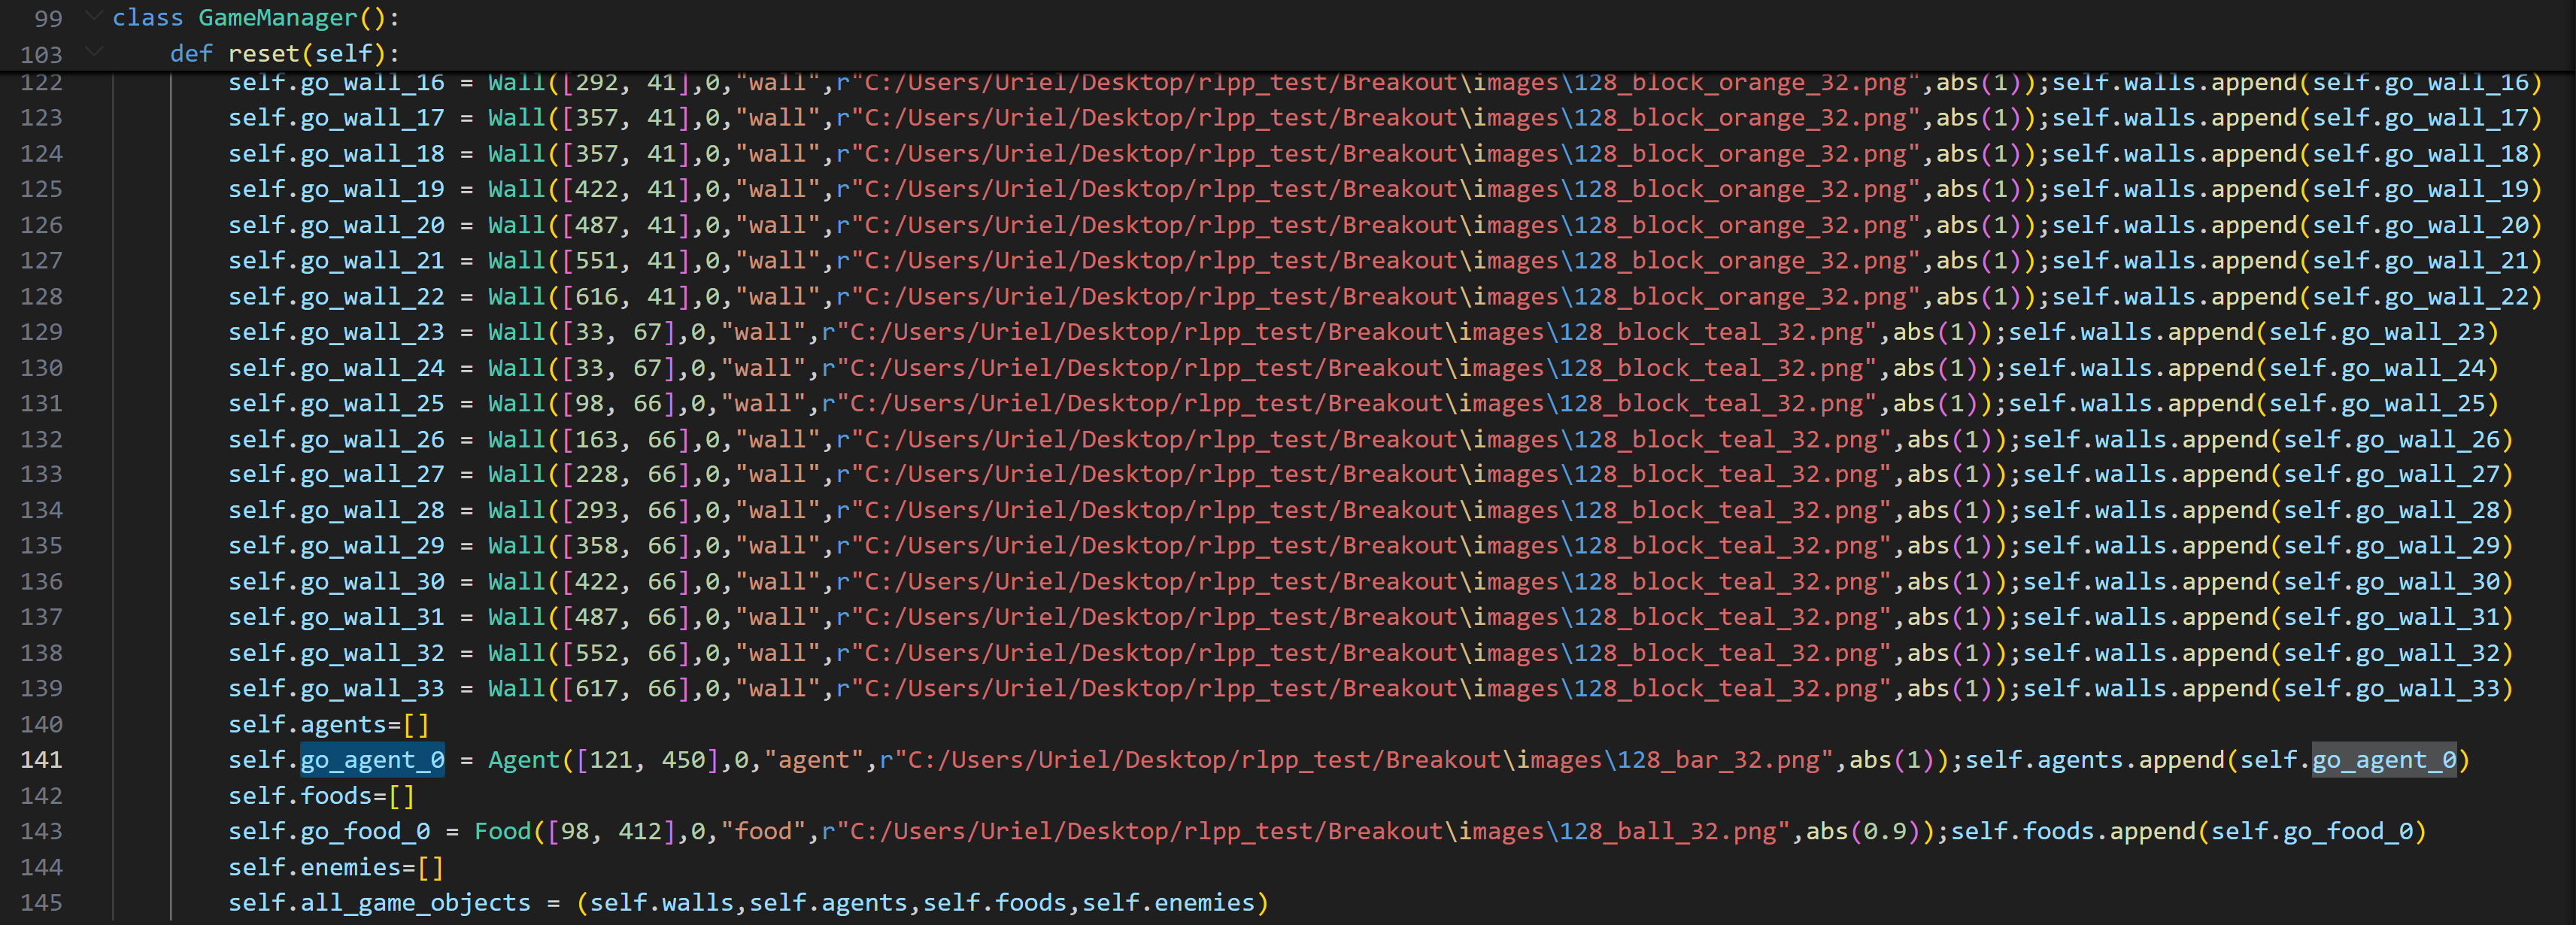 99 class GameManager():
103 def reset(self):
122 self.go_wall_16 = Wall([292, 41],0,"wall",r"C:/Users/Uriel/Desktop/rlpp_test/Breakout\images\128_block_orange_32.png",abs(1));self.walls.append(self.go_wall_16)
123 self.go_wall_17 = Wall([357, 41],0,"wall",r"C:/Users/Uriel/Desktop/rlpp_test/Breakout\images\128_block_orange_32.png",abs(1));self.walls.append(self.go_wall_17)
124 self.go_wall_18 = Wall([357, 41],0,"wall",r"C:/Users/Uriel/Desktop/rlpp_test/Breakout\images\128_block_orange_32.png",abs(1));self.walls.append(self.go_wall_18)
125 self.go_wall_19 = Wall([422, 41],0,"wall",r"C:/Users/Uriel/Desktop/rlpp_test/Breakout\images\128_block_orange_32.png",abs(1));self.walls.append(self.go_wall_19)
126 self.go_wall_20 = Wall([487, 41],0,"wall",r"C:/Users/Uriel/Desktop/rlpp_test/Breakout\images\128_block_orange_32.png",abs(1));self.walls.append(self.go_wall_20)
127 self.go_wall_21 = Wall([551, 41],0,"wall",r"C:/Users/Uriel/Desktop/rlpp_test/Breakout\images\128_block_orange_32.png",abs(1));self.walls.append(self.go_wall_21)
128 self.go_wall_22 = Wall([616, 41],0,"wall",r"C:/Users/Uriel/Desktop/rlpp_test/Breakout\images\128_block_orange_32.png",abs(1));self.walls.append(self.go_wall_22)
129 self.go_wall_23 = Wall([33, 67],0,"wall",r"C:/Users/Uriel/Desktop/rlpp_test/Breakout\images\128_block_teal_32.png",abs(1));self.walls.append(self.go_wall_23)
130 self.go_wall_24 = Wall([33, 67],0,"wall",r"C:/Users/Uriel/Desktop/rlpp_test/Breakout\images\128_block_teal_32.png",abs(1));self.walls.append(self.go_wall_24)
131 self.go_wall_25 = Wall([98, 66],0,"wall",r"C:/Users/Uriel/Desktop/rlpp_test/Breakout\images\128_block_teal_32.png",abs(1));self.walls.append(self.go_wall_25)
132 self.go_wall_26 = Wall([163, 66],0,"wall",r"C:/Users/Uriel/Desktop/rlpp_test/Breakout\images\128_block_teal_32.png",abs(1));self.walls.append(self.go_wall_26)
133 self.go_wall_27 = Wall([228, 66],0,"wall",r"C:/Users/Uriel/Desktop/rlpp_test/Breakout\images\128_block_teal_32.png",abs(1));self.walls.append(self.go_wall_27)
134 self.go_wall_28 = Wall([293, 66],0,"wall",r"C:/Users/Uriel/Desktop/rlpp_test/Breakout\images\128_block_teal_32.png",abs(1));self.walls.append(self.go_wall_28)
135 self.go_wall_29 = Wall([358, 66],0,"wall",r"C:/Users/Uriel/Desktop/rlpp_test/Breakout\images\128_block_teal_32.png",abs(1));self.walls.append(self.go_wall_29)
136 self.go_wall_30 = Wall([422, 66],0,"wall",r"C:/Users/Uriel/Desktop/rlpp_test/Breakout\images\128_block_teal_32.png",abs(1));self.walls.append(self.go_wall_30)
137 self.go_wall_31 = Wall([487, 66],0,"wall",r"C:/Users/Uriel/Desktop/rlpp_test/Breakout\images\128_block_teal_32.png",abs(1));self.walls.append(self.go_wall_31)
138 self.go_wall_32 = Wall([552, 66],0,"wall",r"C:/Users/Uriel/Desktop/rlpp_test/Breakout\images\128_block_teal_32.png",abs(1));self.walls.append(self.go_wall_32)
139 self.go_wall_33 = Wall([617, 66],0,"wall",r"C:/Users/Uriel/Desktop/rlpp_test/Breakout\images\128_block_teal_32.png",abs(1));self.walls.append(self.go_wall_33)
140 self.agents=[]
141 self.go_agent_0 = Agent([121, 450],0,"agent",r"C:/Users/Uriel/Desktop/rlpp_test/Breakout\images\128_bar_32.png",abs(1));self.agents.append(self.go_agent_0)
142 self.foods=[]
143 self.go_food_0 = Food([98, 412],0,"food",r"C:/Users/Uriel/Desktop/rlpp_test/Breakout\images\128_ball_32.png",abs(0.9));self.foods.append(self.go_food_0)
144 self.enemies=[]
145 self.all_game_objects = (self.walls,self.agents,self.foods,self.enemies)